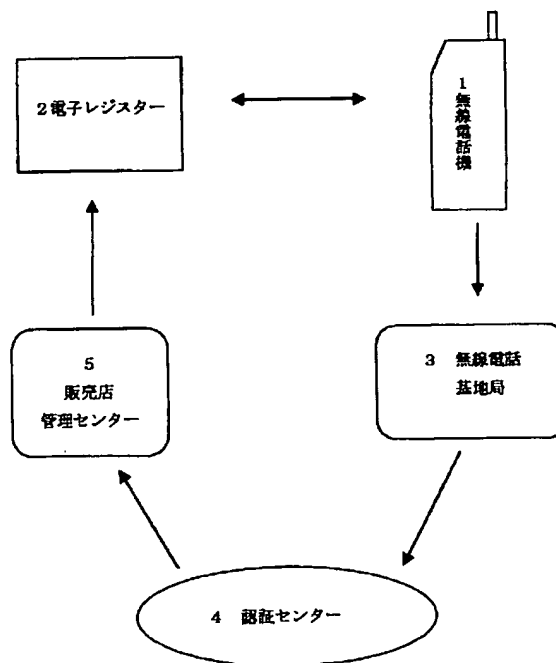 2電子レジスター
1無線電話機
5
販売店
管理センター
3 無線電話
基地局
4 認証センター